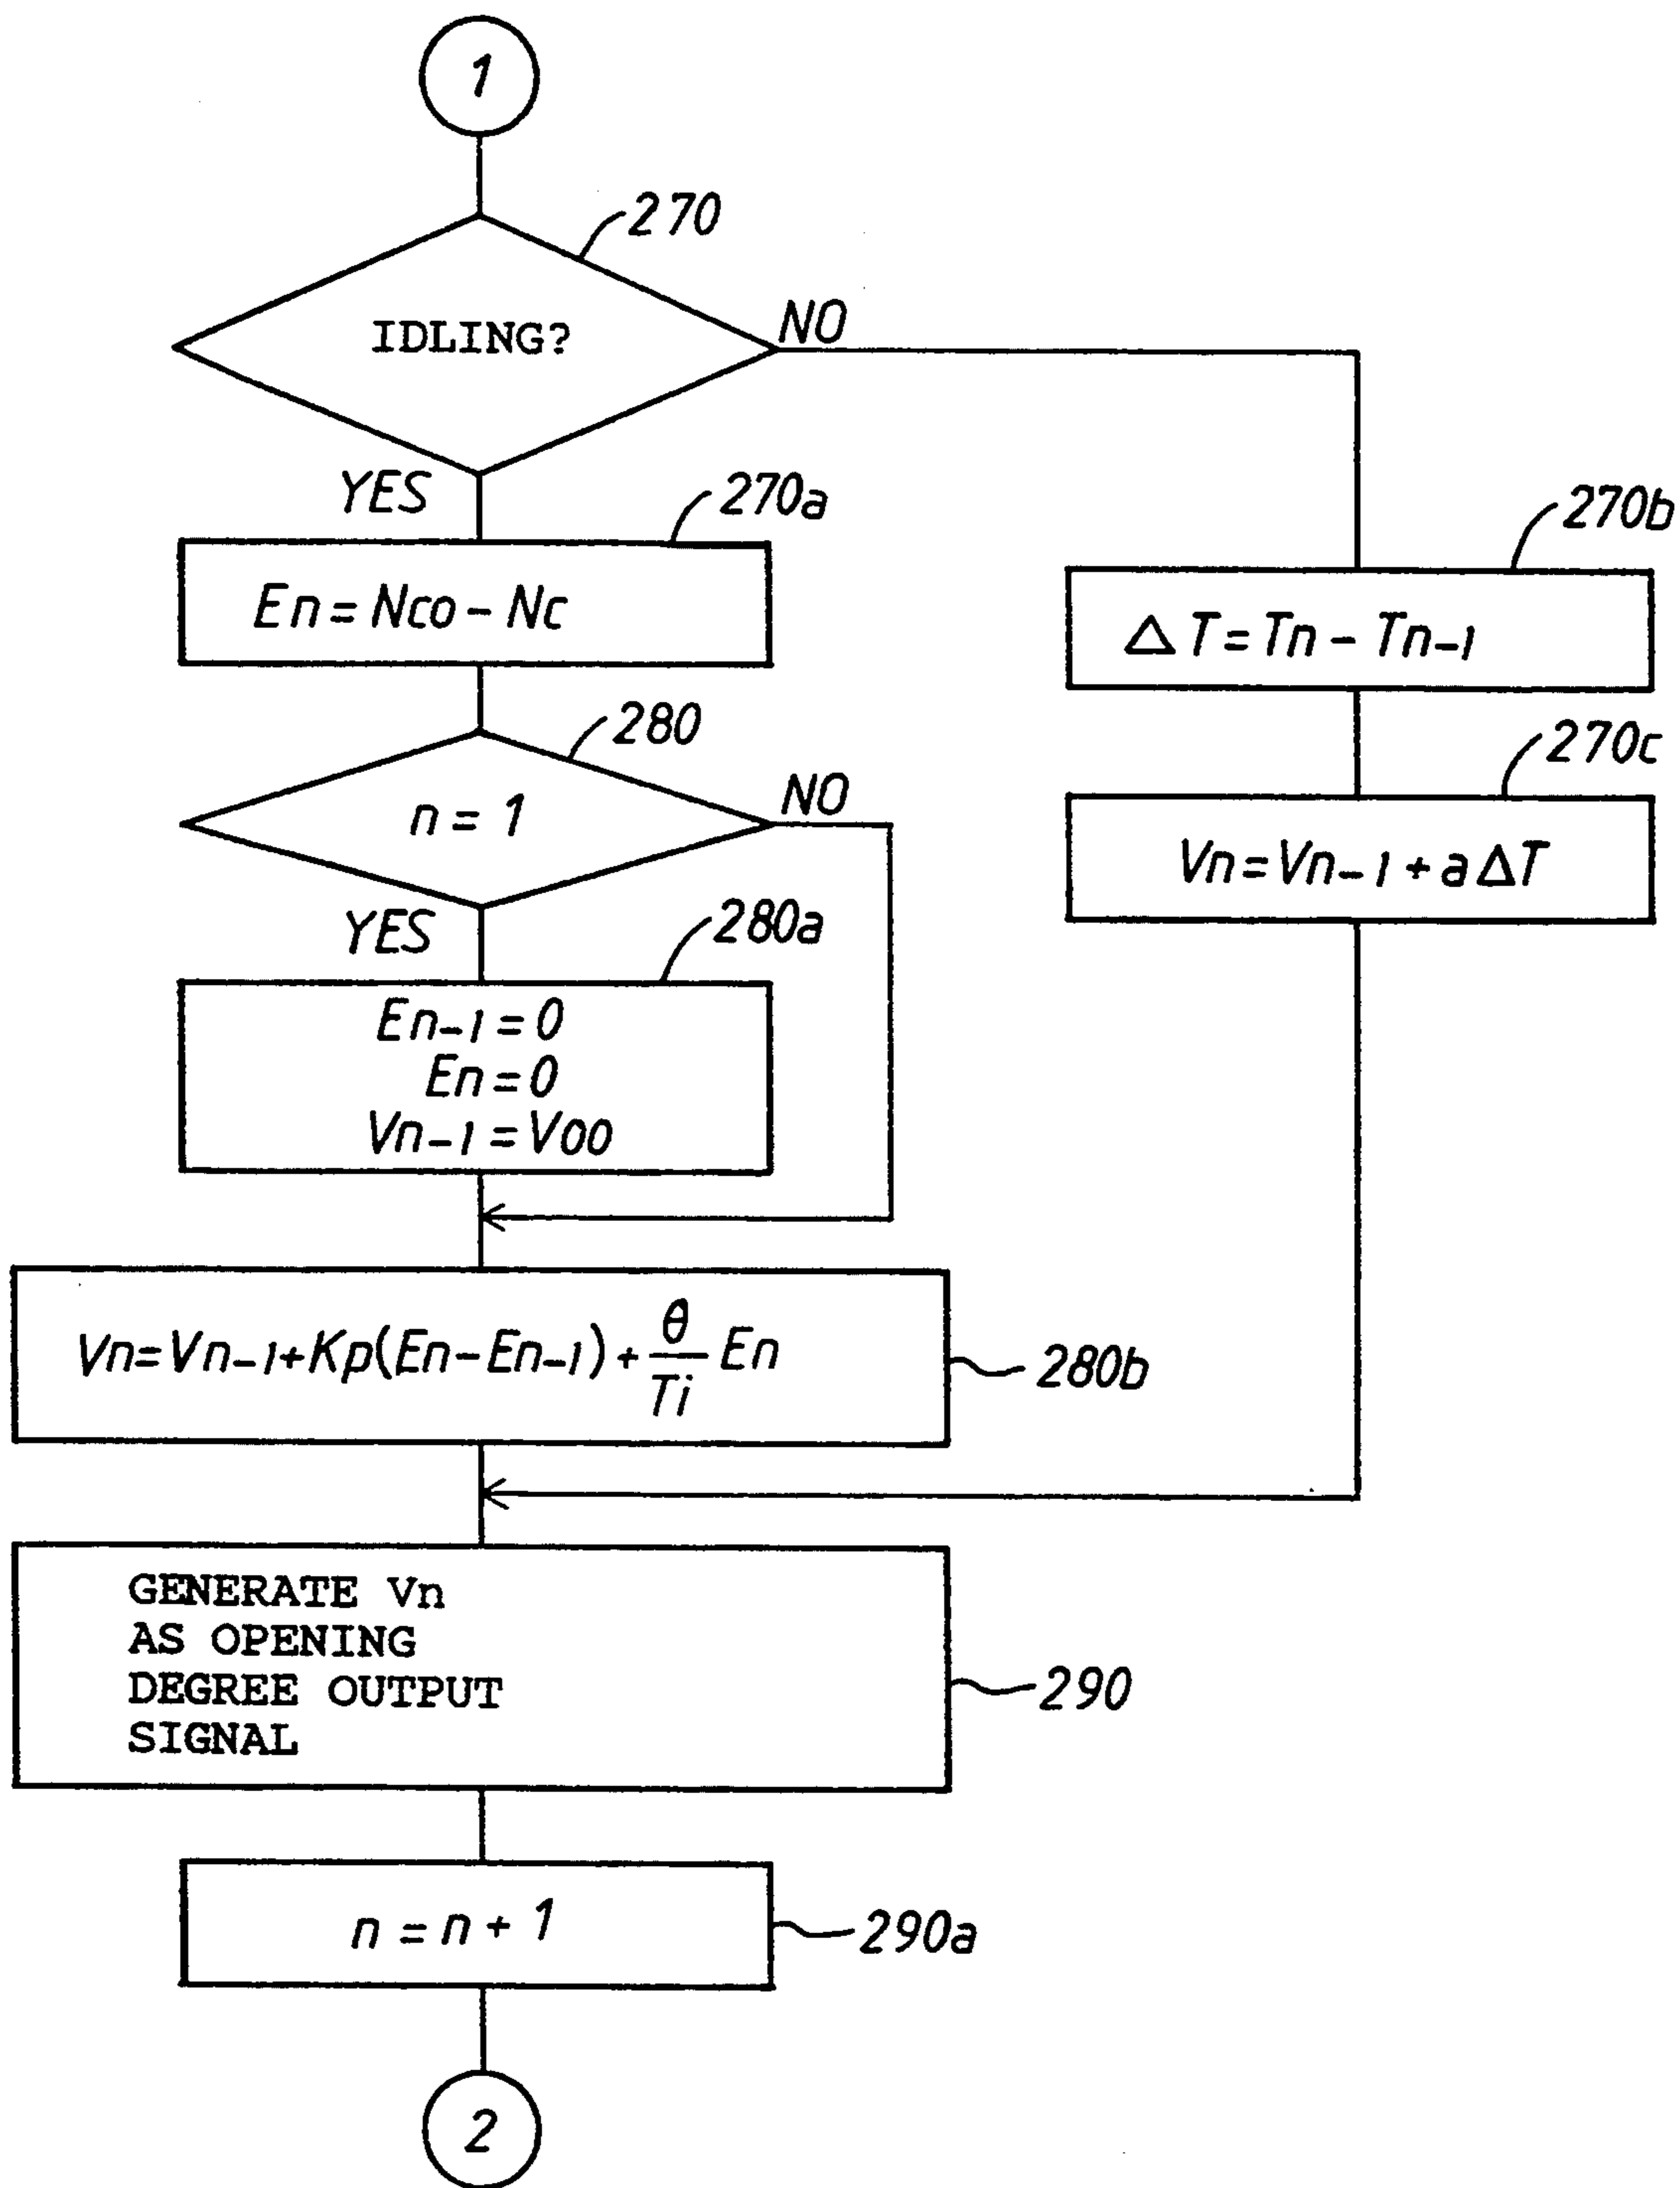 1
270
IDLING?
NO
YES
270a
En = Nco - Nc
270b
ΔT = Tn - Tn-1
280
n = 1
NO
270c
Vn = Vn-1 + aΔT
YES
280a
En-1 = 0
En = 0
Vn-1 = Voo
Vn = Vn-1 + Kp(En - En-1) + θ/Ti En
280b
GENERATE Vn
AS OPENING
DEGREE OUTPUT
SIGNAL
290
n = n + 1
290a
2